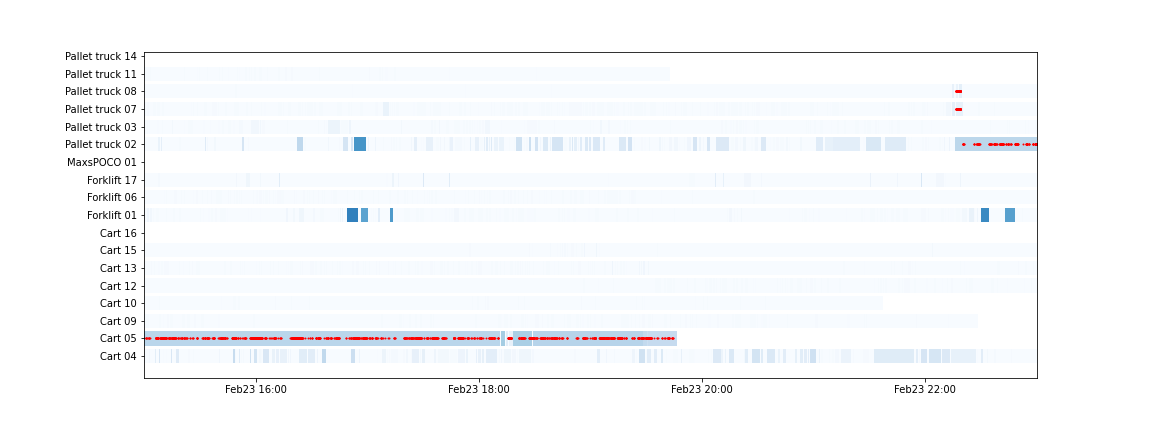 Pallet truck 14
Pallet truck 11
Pallet truck 08
Pallet truck 07
Pallet truck 03
Pallet truck 02
MaxsPOCO 01
Forklift 17
Forklift 06
Forklift 01
Cart 16
Cart 15
Cart 13
Cart 12
Cart 10
Cart 09
Cart 05
Cart 04
Feb23 16:00 Feb23 18:00 Feb23 20:00 Feb23 22:00